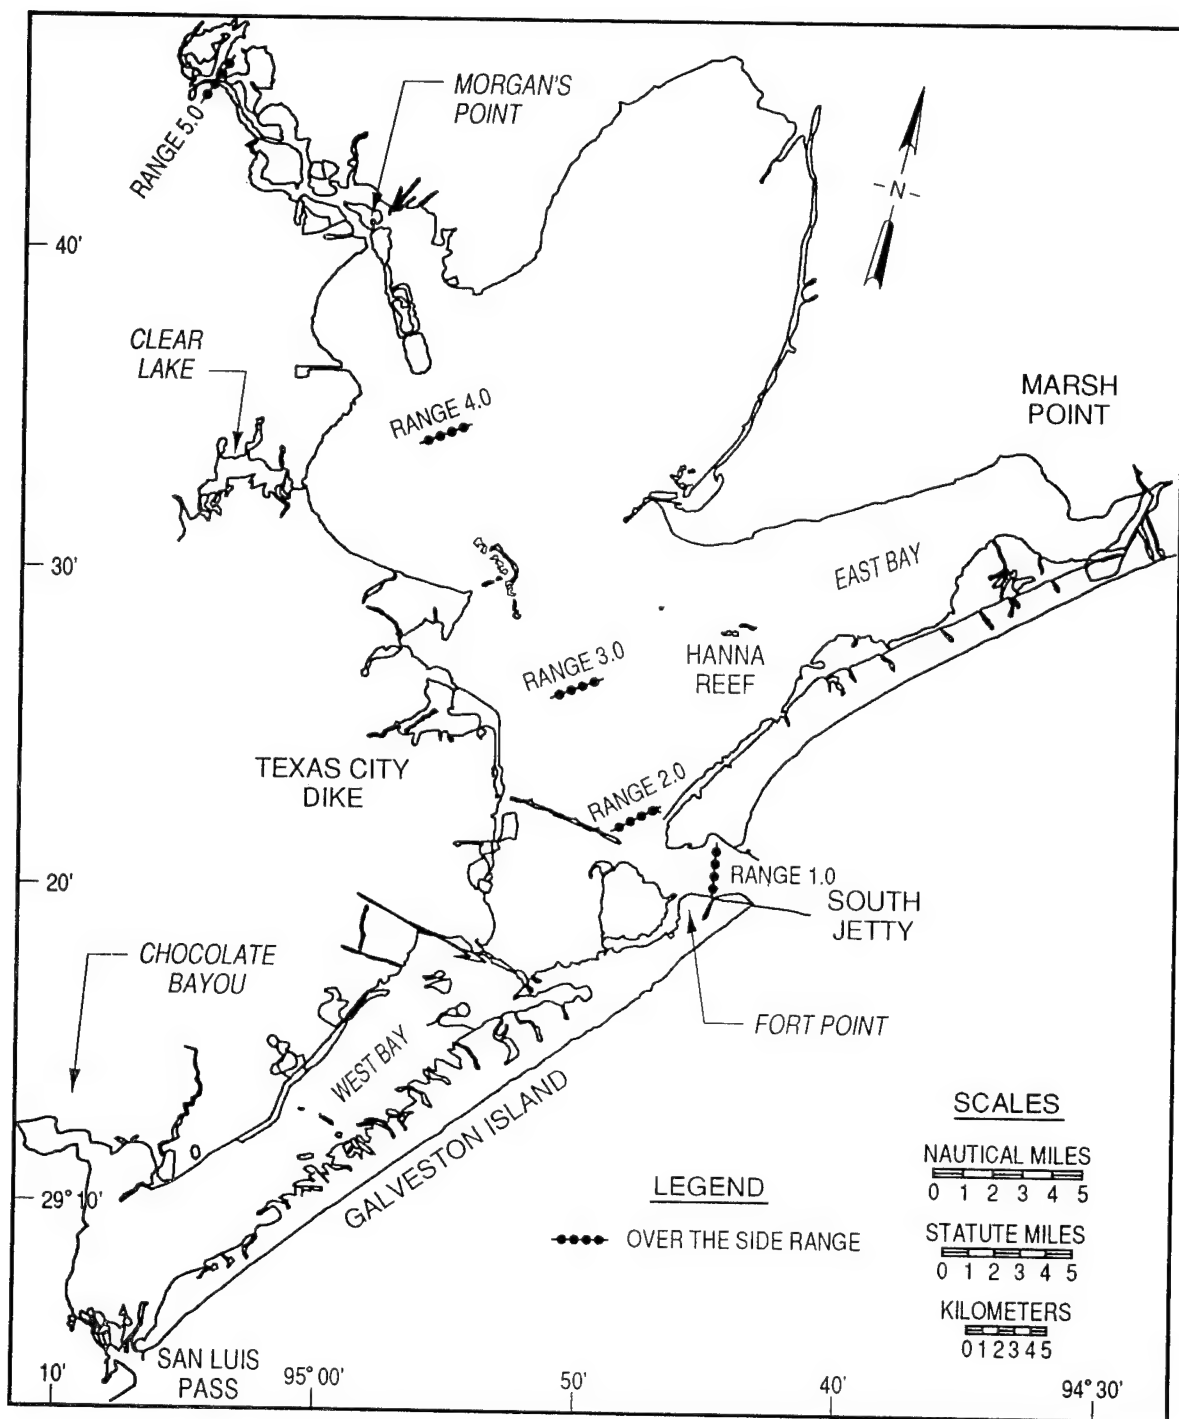 MORGAN'S
POINT
RANGE 5.0
-N-
40'
CLEAR
LAKE
MARSH
POINT
RANGE 4.0
30'
EAST BAY
HANNA
REEF
RANGE 3.0
TEXAS CITY
DIKE
RANGE 2.0
RANGE 1.0
20'
SOUTH
JETTY
CHOCOLATE
BAYOU
FORT POINT
WEST BAY
GALVESTON ISLAND
29° 10'
SCALES
NAUTICAL MILES
0 1 2 3 4 5
STATUTE MILES
0 1 2 3 4 5
KILOMETERS
0 1 2 3 4 5
LEGEND
OVER THE SIDE RANGE
SAN LUIS
PASS
10'
95° 00'
50'
40'
94° 30'